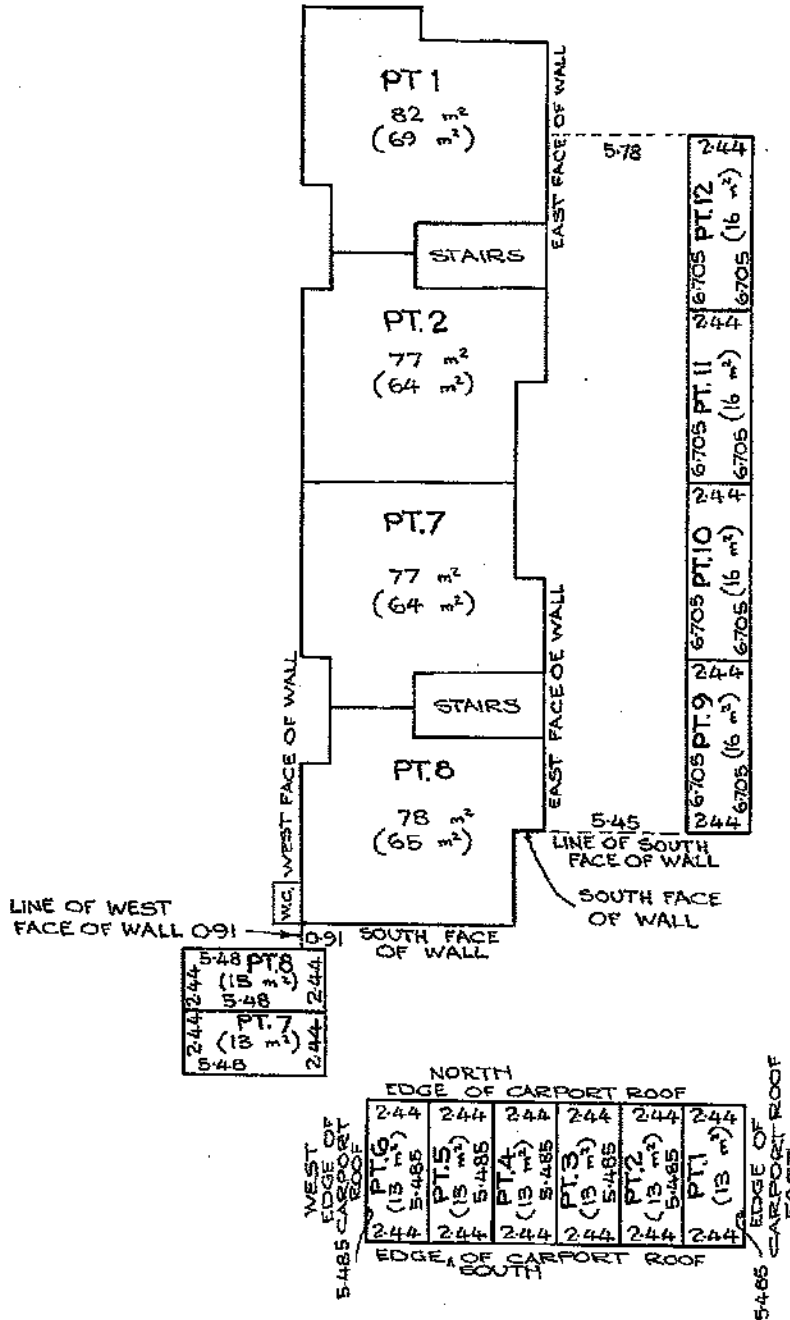 PT 1
82 m²
(69 m²)
EAST FACE OF WALL
5.78
2.44
6.705 PT.12 (16 m²) 6.705
STAIRS
2.44
PT.2
77 m²
(64 m²)
6.705 PT.11 (16 m²) 6.705
2.44
PT.7
77 m²
(64 m²)
6.705 PT.10 (16 m²) 6.705
2.44
WEST FACE OF WALL
STAIRS
EAST FACE OF WALL
6.705 PT.9 (16 m²) 6.705
2.44
PT.8
78 m²
(65 m²)
5.45
LINE OF SOUTH
FACE OF WALL
W.C.
SOUTH FACE
OF WALL
LINE OF WEST
FACE OF WALL 0.91
0.91
SOUTH FACE
OF WALL
5.48 PT.8
2.44 (15 m²) 2.44
5.48
PT.7
2.44 (13 m²) 2.44
5.48
NORTH
EDGE OF CARPORT ROOF
WEST
EDGE OF
CARPORT
ROOF
5.485
2.44 2.44 2.44 2.44 2.44 2.44
PT.6 (13 m²) 5.485
PT.5 (13 m²) 5.485
PT.4 (13 m²) 5.485
PT.3 (13 m²) 5.485
PT.2 (13 m²) 5.485
PT.1 (13 m²)
2.44 2.44 2.44 2.44 2.44 2.44
EDGE OF CARPORT ROOF
SOUTH
5.485
EDGE OF
CARPORT ROOF
EAST